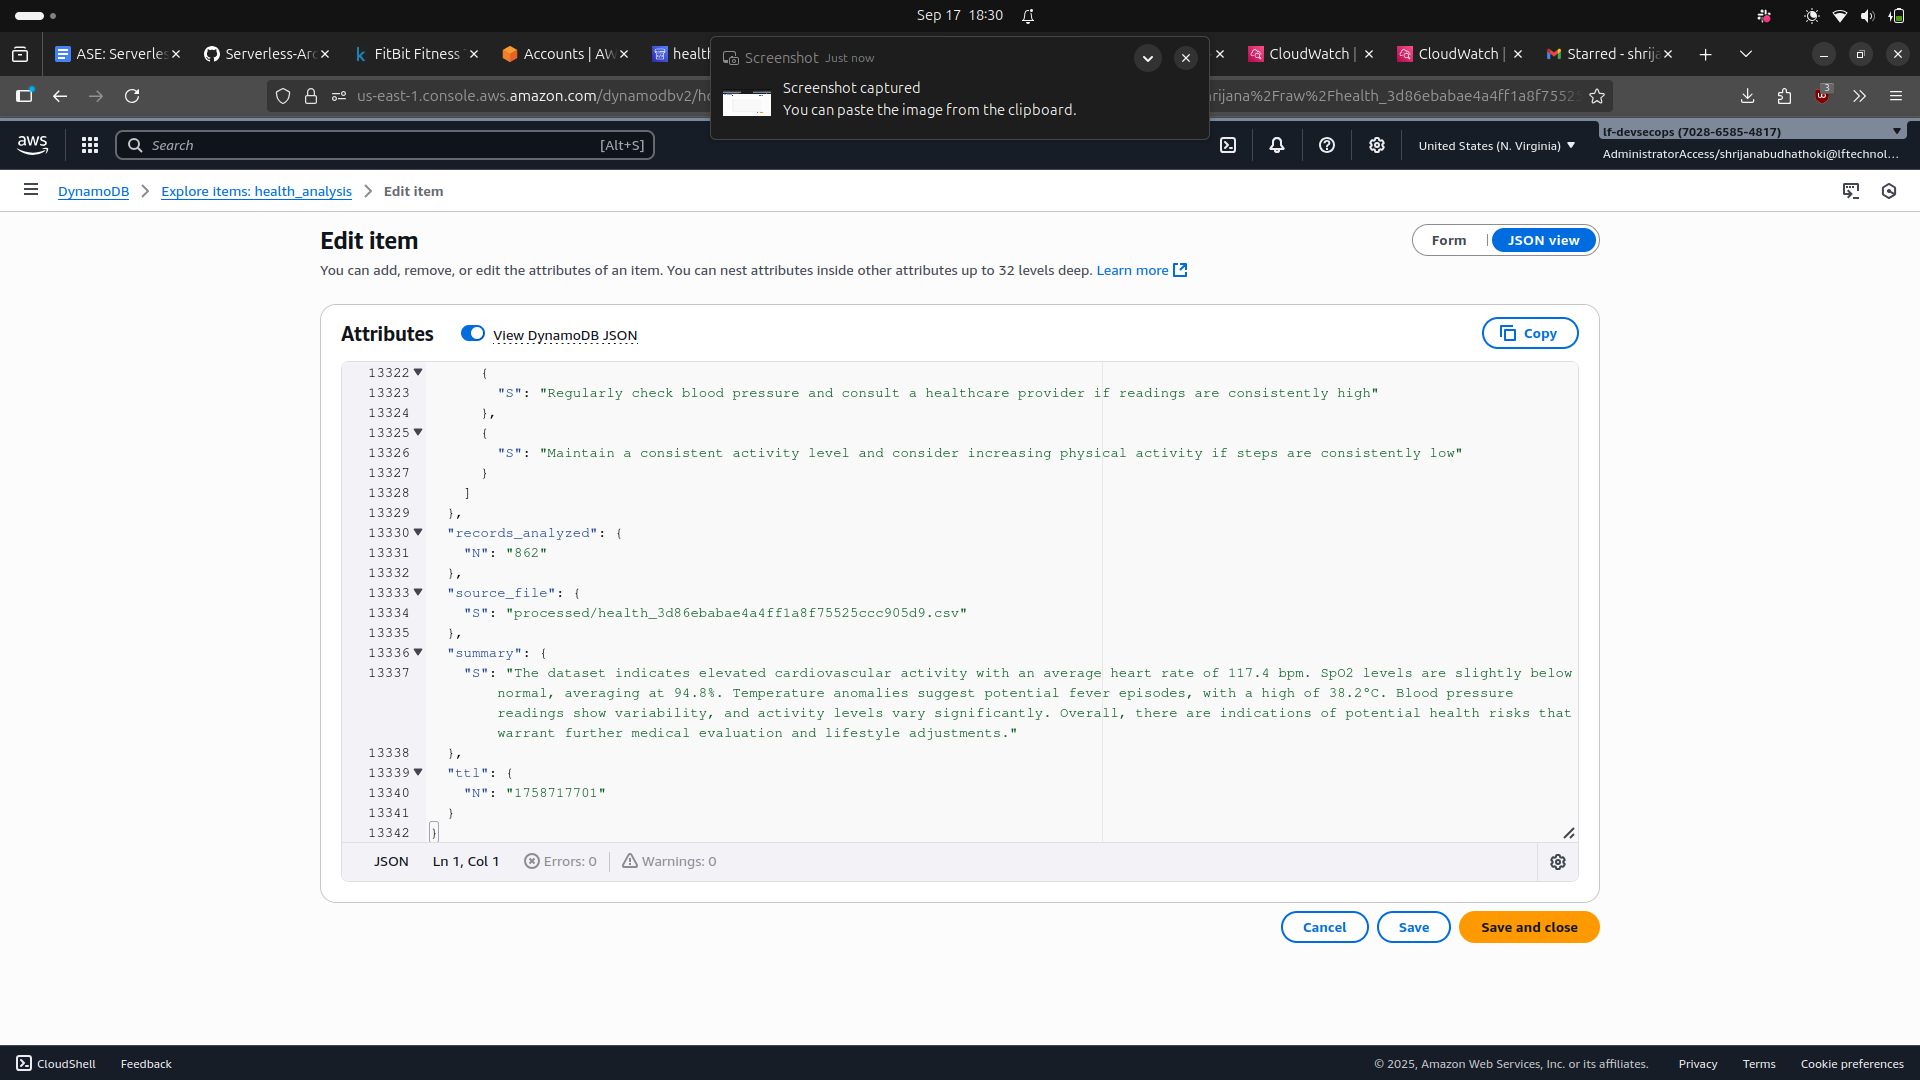 Sep 17 18:30
ASE: Serverles
Serverless-Arc
FitBit Fitness
Accounts | AW
health
CloudWatch |
CloudWatch |
Starred - shrija
Screenshot Just now
Screenshot captured
You can paste the image from the clipboard.
us-east-1.console.aws.amazon.com/dynamodbv2/ho
rijana%2Fraw%2Fhealth_3d86ebabae4a4ff1a8f75525
3
aws
Search [Alt+S]
United States (N. Virginia)
lf-devsecops (7028-6585-4817)
AdministratorAccess/shrijanabudhathoki@lftechnol...
DynamoDB
Explore items: health_analysis
Edit item
Edit item
Form
JSON view
You can add, remove, or edit the attributes of an item. You can nest attributes inside other attributes up to 32 levels deep. Learn more
Attributes
View DynamoDB JSON
Copy
13322 {
13323 "S": "Regularly check blood pressure and consult a healthcare provider if readings are consistently high"
13324 },
13325 {
13326 "S": "Maintain a consistent activity level and consider increasing physical activity if steps are consistently low"
13327 }
13328 ]
13329 },
13330 "records_analyzed": {
13331 "N": "862"
13332 },
13333 "source_file": {
13334 "S": "processed/health_3d86ebabae4a4ff1a8f75525ccc905d9.csv"
13335 },
13336 "summary": {
13337 "S": "The dataset indicates elevated cardiovascular activity with an average heart rate of 117.4 bpm. SpO2 levels are slightly below
normal, averaging at 94.8%. Temperature anomalies suggest potential fever episodes, with a high of 38.2°C. Blood pressure
readings show variability, and activity levels vary significantly. Overall, there are indications of potential health risks that
warrant further medical evaluation and lifestyle adjustments."
13338 },
13339 "ttl": {
13340 "N": "1758717701"
13341 }
13342 }
JSON Ln 1, Col 1 Errors: 0 Warnings: 0
Cancel
Save
Save and close
CloudShell
Feedback
© 2025, Amazon Web Services, Inc. or its affiliates.
Privacy
Terms
Cookie preferences